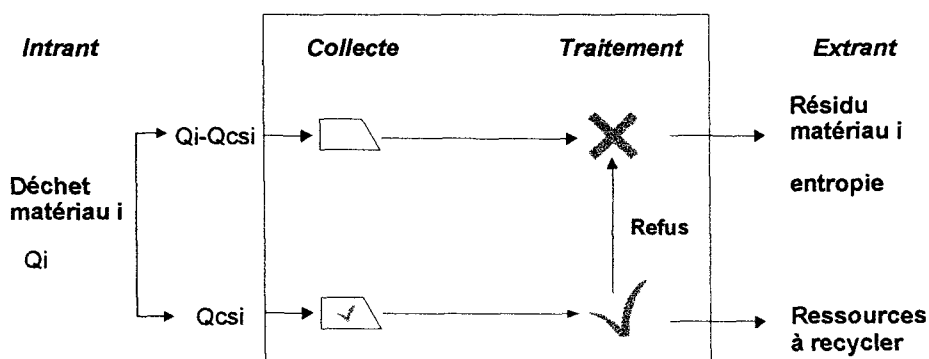 Intrant
Collecte
Traitement
Extrant
Qi-Qcsi
Résidu
matériau i
entropie
Déchet
matériau i
Qi
Refus
Qcsi
Ressources
à recycler